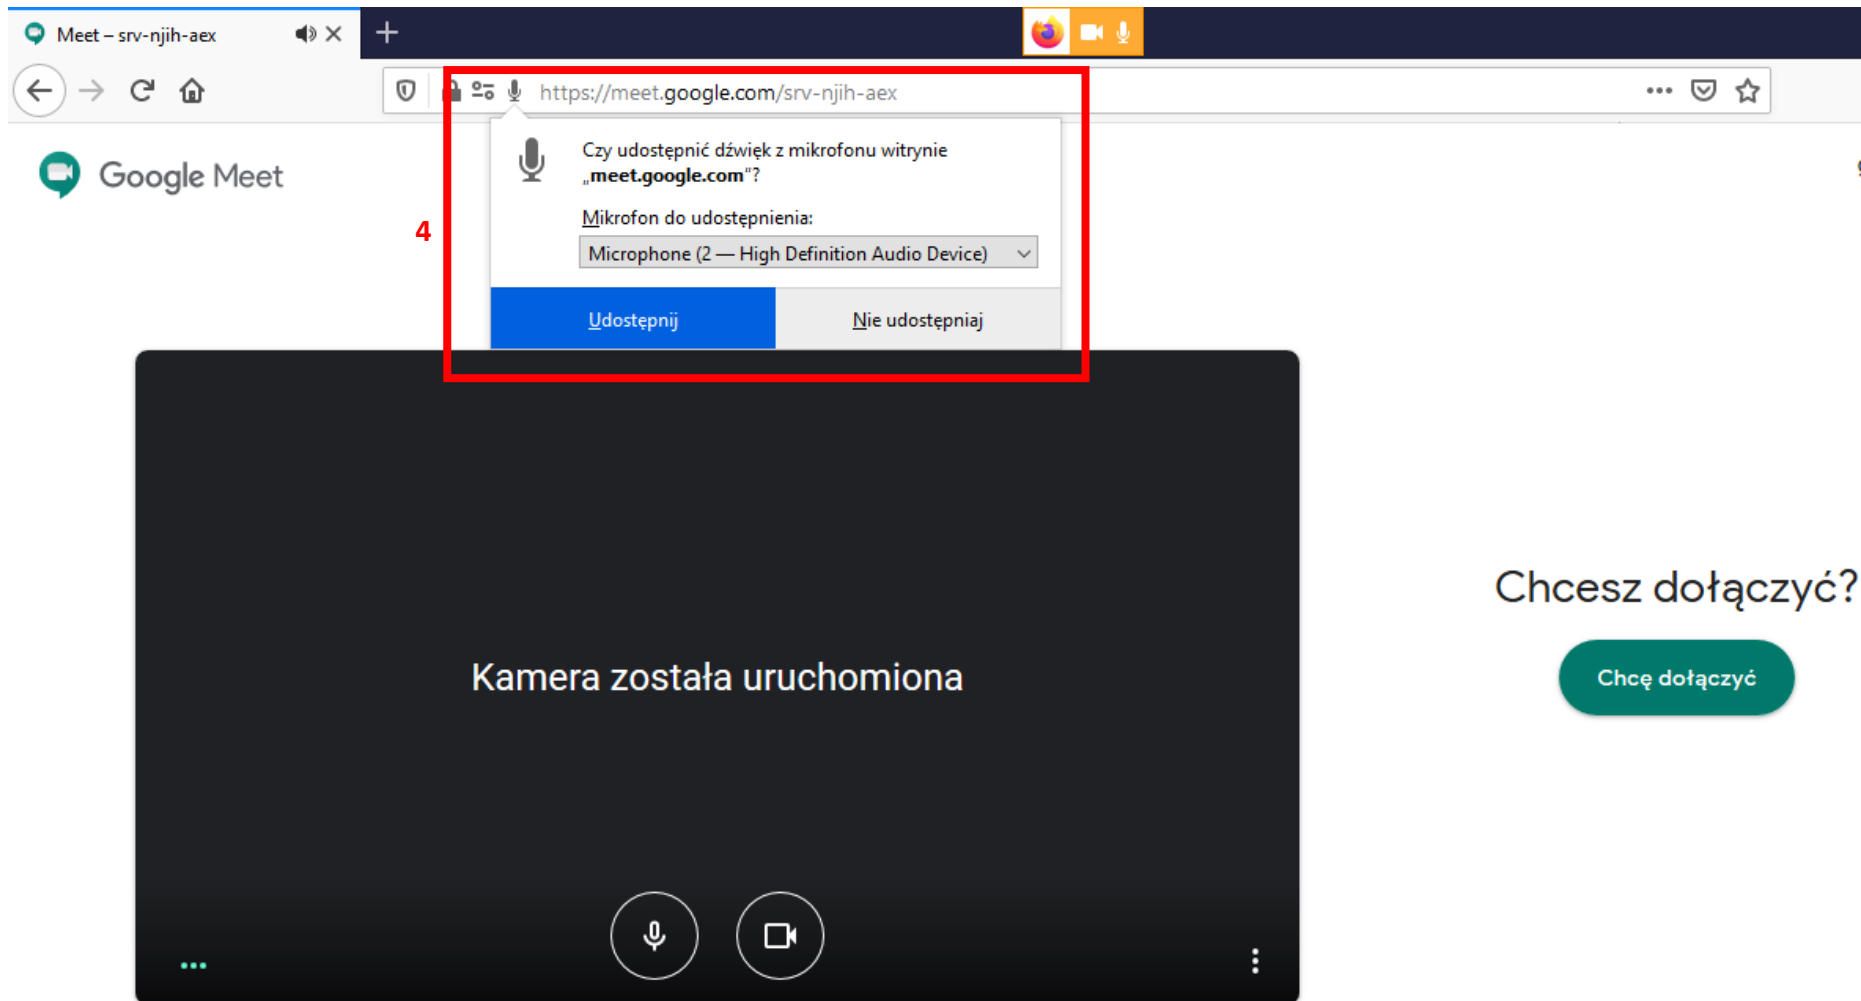 Meet – srv-njih-aex
https://meet.google.com/srv-njih-aex
Google Meet
Czy udostępnić dźwięk z mikrofonu witrynie
„meet.google.com”?
Mikrofon do udostępnienia:
4
Microphone (2 — High Definition Audio Device)
Udostępnij
Nie udostępniaj
Kamera została uruchomiona
Chcesz dołączyć?
Chcę dołączyć